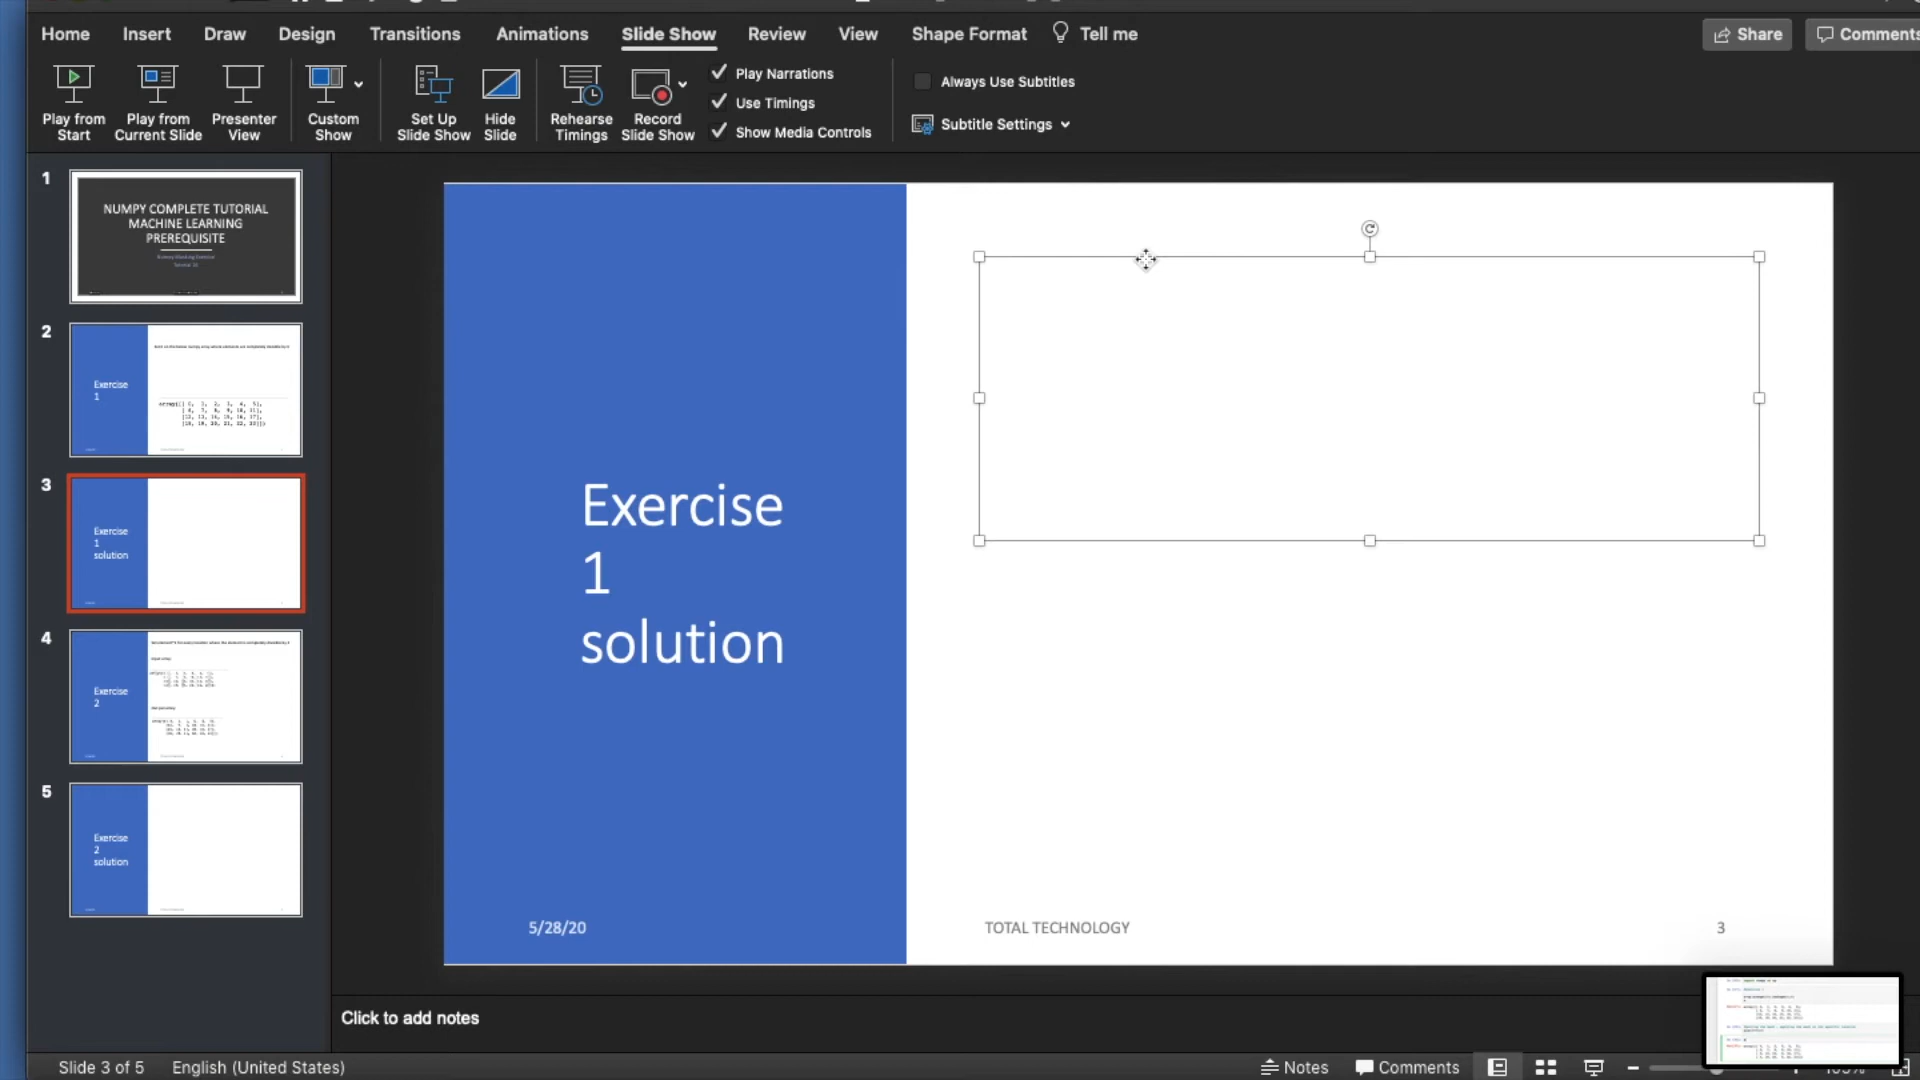 Home Insert Draw Design Transitions Animations Slide Show Review View Shape Format Tell me Share Comments
Play from Start
Play from Current Slide
Presenter View
Custom Show
Set Up Slide Show
Hide Slide
Rehearse Timings
Record Slide Show
Play Narrations
Use Timings
Show Media Controls
Always Use Subtitles
Subtitle Settings
1
NUMPY COMPLETE TUTORIAL
MACHINE LEARNING
PREREQUISITE
2
Exercise
1
3
Exercise
1
solution
4
Exercise
2
5
Exercise
2
solution
Exercise
1
solution
5/28/20
TOTAL TECHNOLOGY
3
Click to add notes
Slide 3 of 5
English (United States)
Notes
Comments